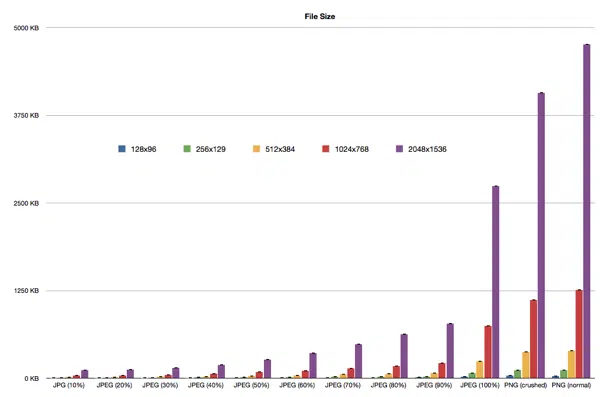 File Size
5000 KB
3750 KB
128x96 256x129 512x384 1024x768 2048x1536
2500 KB
1250 KB
0 KB
JPG (10%) JPEG (20%) JPEG (30%) JPEG (40%) JPEG (50%) JPEG (60%) JPEG (70%) JPEG (80%) JPEG (90%) JPEG (100%) PNG (crushed) PNG (normal)